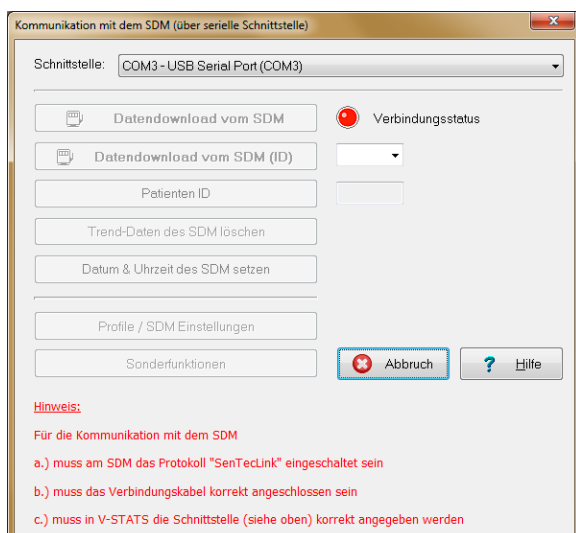 Kommunikation mit dem SDM (über serielle Schnittstelle)
Schnittstelle: COM3 - USB Serial Port (COM3)
Datendownload vom SDM Verbindungsstatus
Datendownload vom SDM (ID)
Patienten ID
Trend-Daten des SDM löschen
Datum & Uhrzeit des SDM setzen
Profile / SDM Einstellungen
Sonderfunktionen Abbruch ? Hilfe
Hinweis:
Für die Kommunikation mit dem SDM
a.) muss am SDM das Protokoll "SenTecLink" eingeschaltet sein
b.) muss das Verbindungskabel korrekt angeschlossen sein
c.) muss in V-STATS die Schnittstelle (siehe oben) korrekt angegeben werden